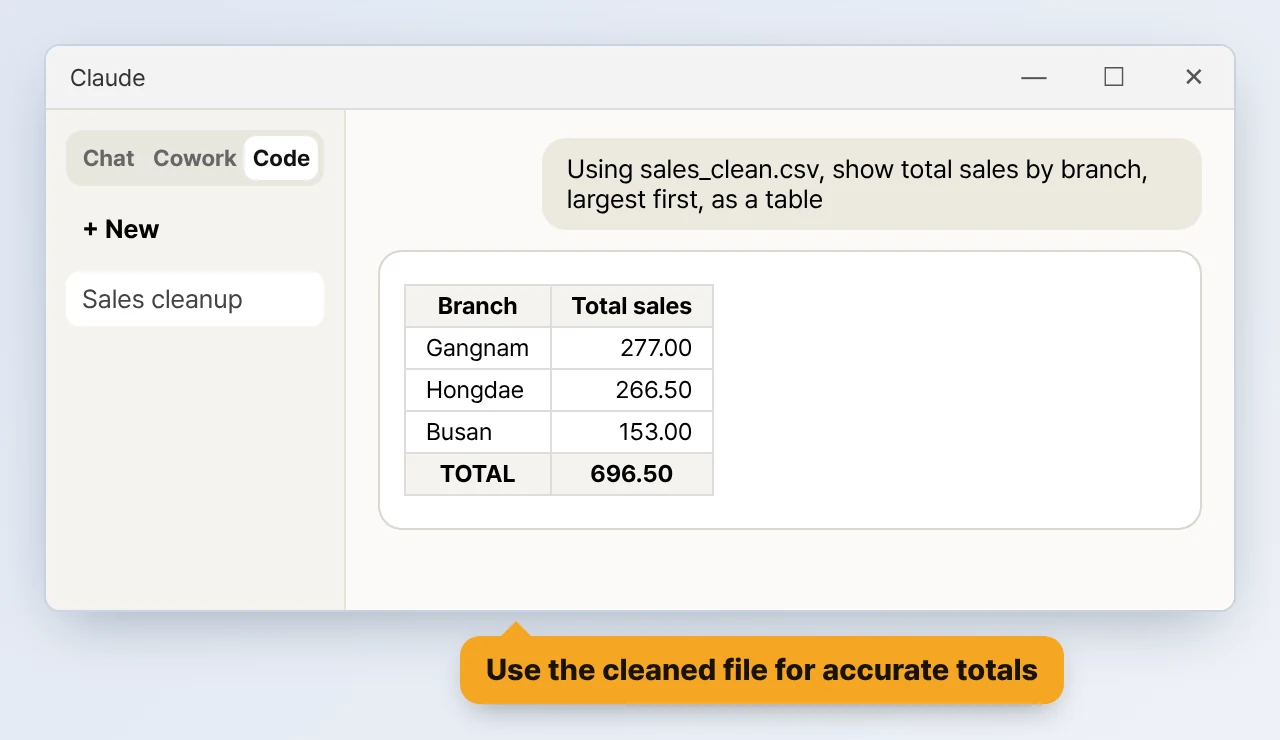 Claude
Chat Cowork Code
+ New
Sales cleanup
Using sales_clean.csv, show total sales by branch,
largest first, as a table
Branch Total sales
Gangnam 277.00
Hongdae 266.50
Busan 153.00
TOTAL 696.50
Use the cleaned file for accurate totals